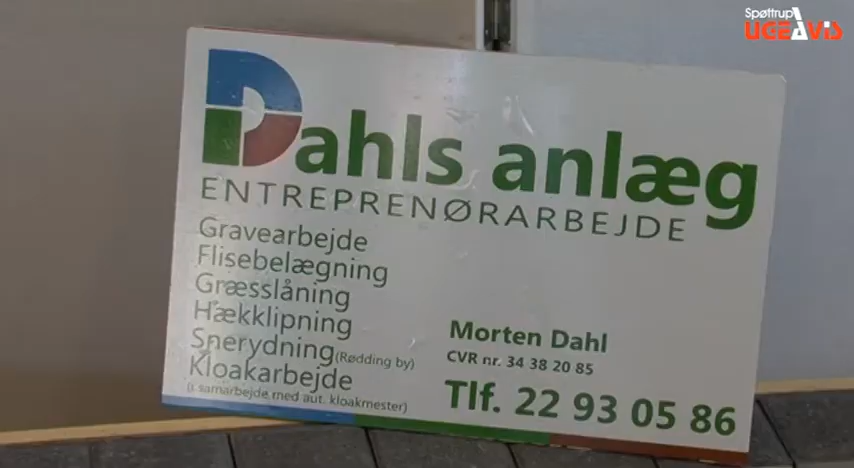 Spøttrup
UGEAVIS
Dahls anlæg
ENTREPRENØRARBEJDE
Gravearbejde
Flisebelægning
Græsslåning
Hækklipning
Snerydning (Rødding by)
Kloakarbejde
(i samarbejde med aut. kloakmester)
Morten Dahl
CVR nr. 34 38 20 85
Tlf. 22 93 05 86